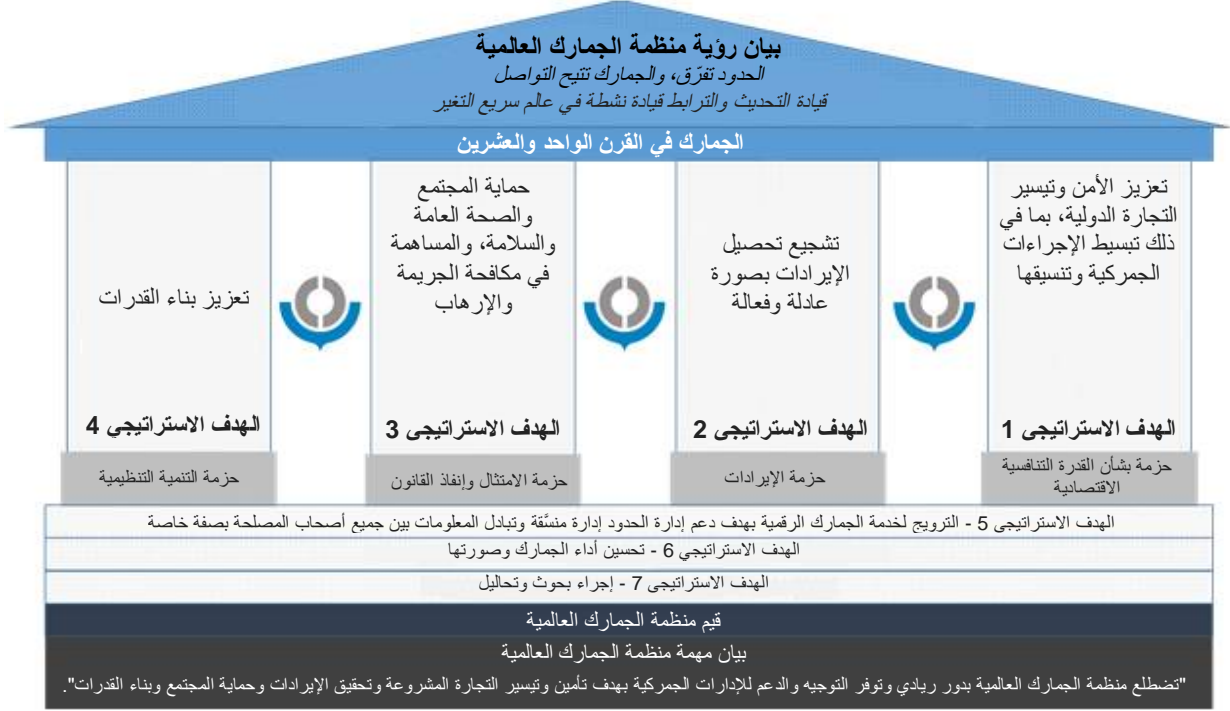 بيان رؤية منظمة الجمارك العالمية
الحدود تفرّق، والجمارك تتيح التواصل
قيادة التحديث والترابط قيادة نشطة في عالم سريع التغير
الجمارك في القرن الواحد والعشرين
تعزيز الأمن وتيسير
التجارة الدولية، بما في
ذلك تبسيط الإجراءات
الجمركية وتنسيقها
الهدف الاستراتيجي 1
حزمة بشأن القدرة التنافسية
الاقتصادية
تشجيع تحصيل
الإيرادات بصورة
عادلة وفعالة
الهدف الاستراتيجي 2
حزمة الإيرادات
حماية المجتمع
والصحة العامة
والسلامة، والمساهمة
في مكافحة الجريمة
والإرهاب
الهدف الاستراتيجي 3
حزمة الامتثال وإنفاذ القانون
تعزيز بناء القدرات
الهدف الاستراتيجي 4
حزمة التنمية التنظيمية
الهدف الاستراتيجي 5 - الترويج لخدمة الجمارك الرقمية بهدف دعم إدارة الحدود إدارة منسَّقة وتبادل المعلومات بين جميع أصحاب المصلحة بصفة خاصة
الهدف الاستراتيجي 6 - تحسين أداء الجمارك وصورتها
الهدف الاستراتيجي 7 - إجراء بحوث وتحاليل
قيم منظمة الجمارك العالمية
بيان مهمة منظمة الجمارك العالمية
"تضطلع منظمة الجمارك العالمية بدور ريادي وتوفر التوجيه والدعم للإدارات الجمركية بهدف تأمين وتيسير التجارة المشروعة وتحقيق الإيرادات وحماية المجتمع وبناء القدرات".